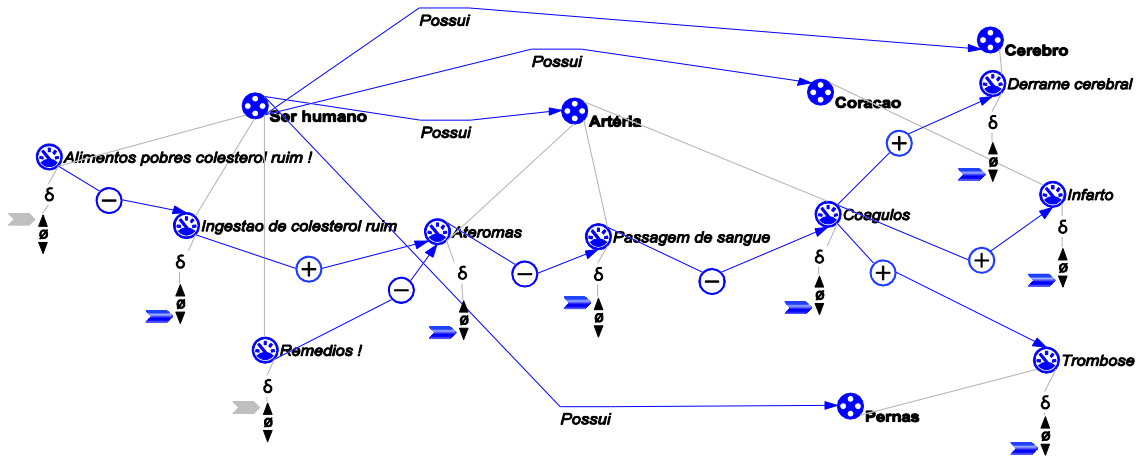 Possui
Cerebro
Possui
Derrame cerebral
Coracao
Ser humano
Possui
Artéria
δ
ø
Alimentos pobres colesterol ruim !
δ
ø
Infarto
δ
ø
Ingestao de colesterol ruim
δ
ø
Ateromas
δ
ø
Passagem de sangue
δ
ø
Coagulos
δ
ø
Remedios !
δ
ø
Trombose
δ
ø
Possui
Pernas